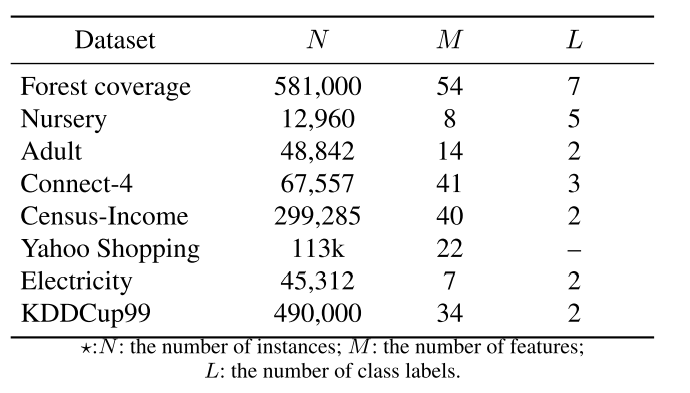 Dataset N M L
Forest coverage 581,000 54 7
Nursery 12,960 8 5
Adult 48,842 14 2
Connect-4 67,557 41 3
Census-Income 299,285 40 2
Yahoo Shopping 113k 22 –
Electricity 45,312 7 2
KDDCup99 490,000 34 2
⋆:N: the number of instances; M: the number of features;
L: the number of class labels.